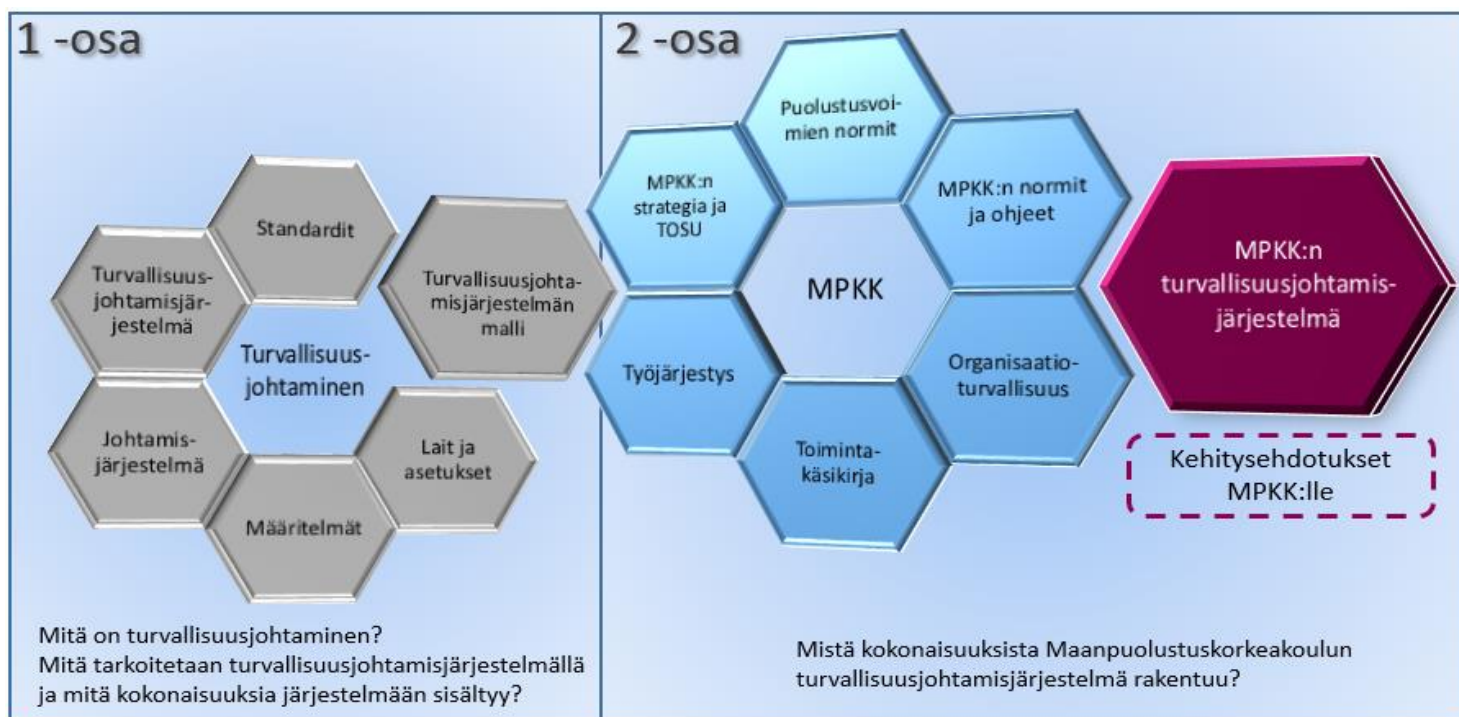 1 -osa
Standardit
Turvallisuus-
johtamisjär-
jestelmä
Turvallisuusjohta-
misjärjestelmän
malli
Turvallisuus-
johtaminen
Johtamis-
järjestelmä
Lait ja
asetukset
Määritelmät
Mitä on turvallisuusjohtaminen?
Mitä tarkoitetaan turvallisuusjohtamisjärjestelmällä
ja mitä kokonaisuuksia järjestelmään sisältyy?
2 -osa
Puolustusvoi-
mien normit
MPKK:n
strategia ja
TOSU
MPKK:n normit
ja ohjeet
MPKK
Työjärjestys
Organisaatio-
turvallisuus
Toiminta-
käsikirja
MPKK:n
turvallisuusjohtamis-
järjestelmä
Kehitysehdotukset
MPKK:lle
Mistä kokonaisuuksista Maanpuolustuskorkeakoulun
turvallisuusjohtamisjärjestelmä rakentuu?